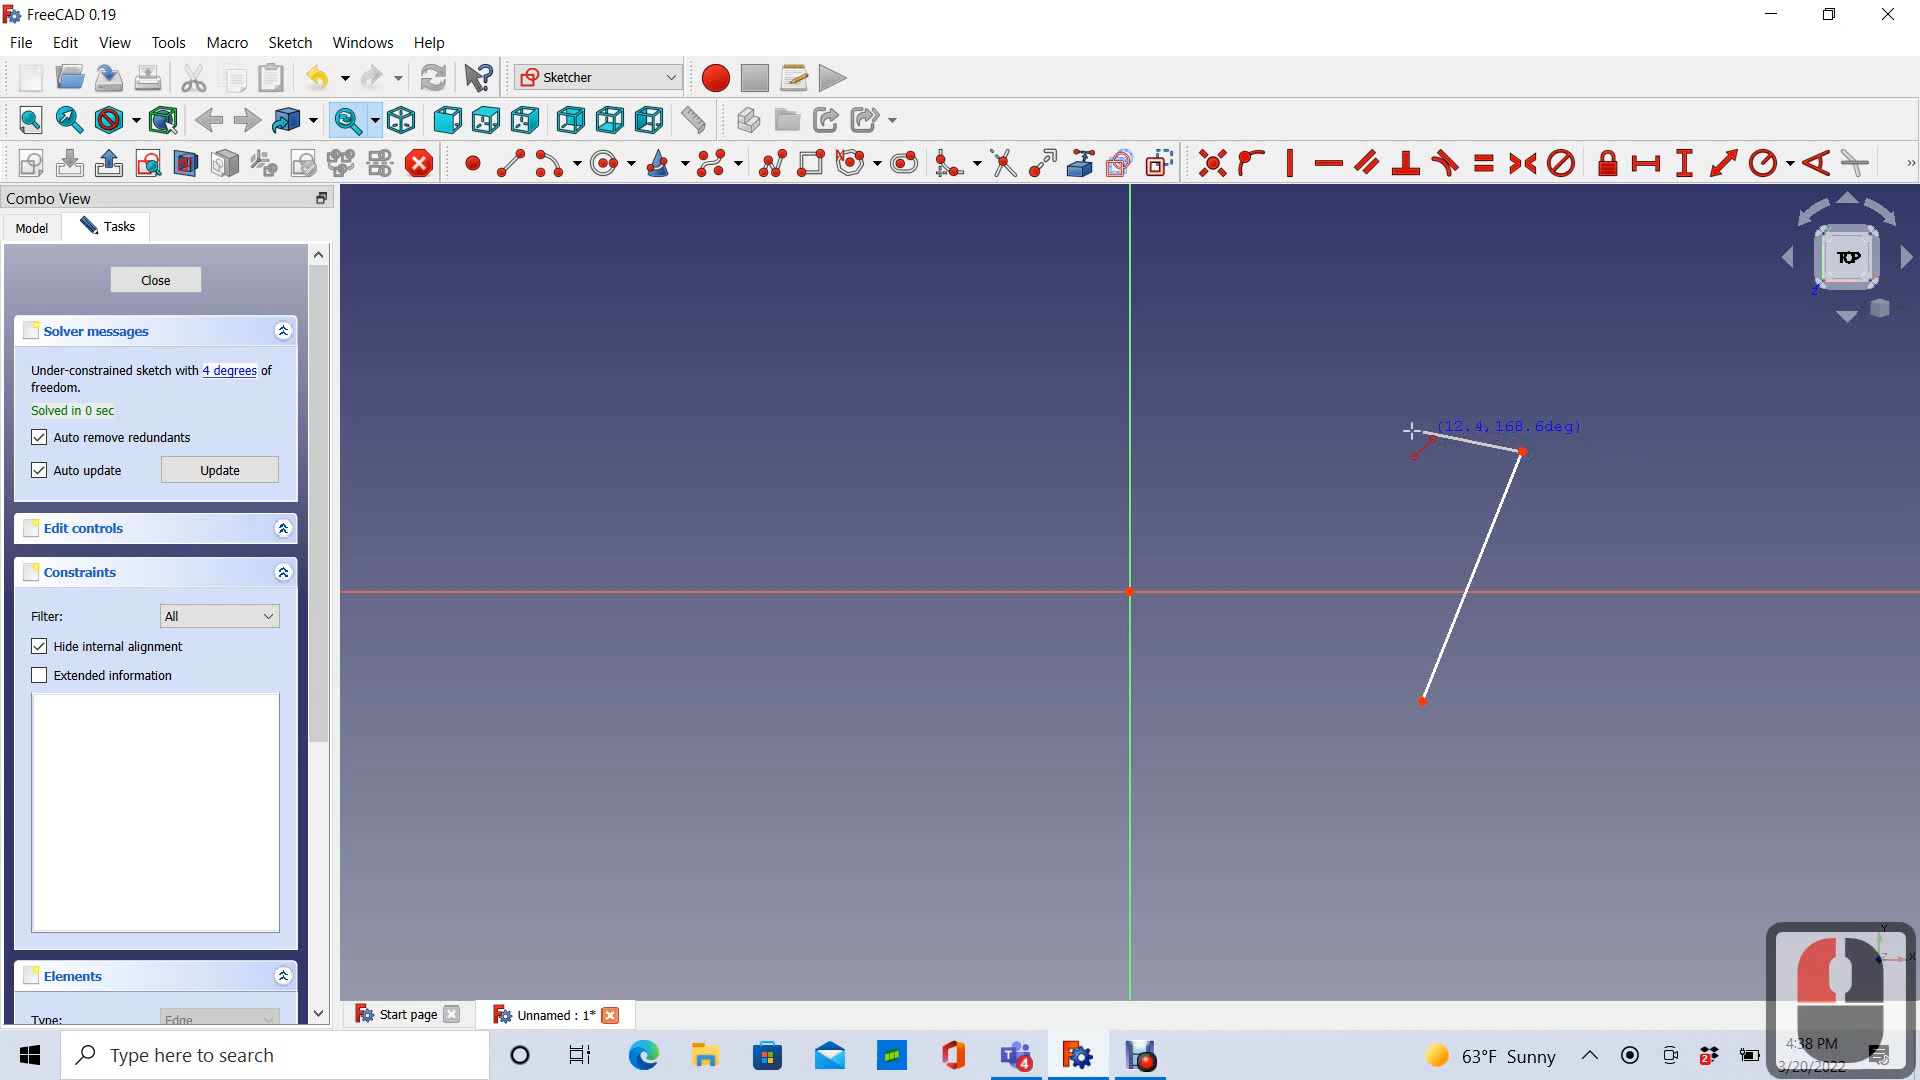 FreeCAD 0.19
File Edit View Tools Macro Sketch Windows Help
Sketcher
Combo View
Model Tasks
Close
Solver messages
Under-constrained sketch with 4 degrees of
freedom.
Solved in 0 sec
Auto remove redundants
Auto update Update
Edit controls
Constraints
Filter: All
Hide internal alignment
Extended information
Elements
Type: Edge
(12.4,168.6deg)
TOP
Z
Y
X
Z
Start page Unnamed : 1*
Type here to search
4
63°F Sunny
2
4:38 PM
3/20/2022